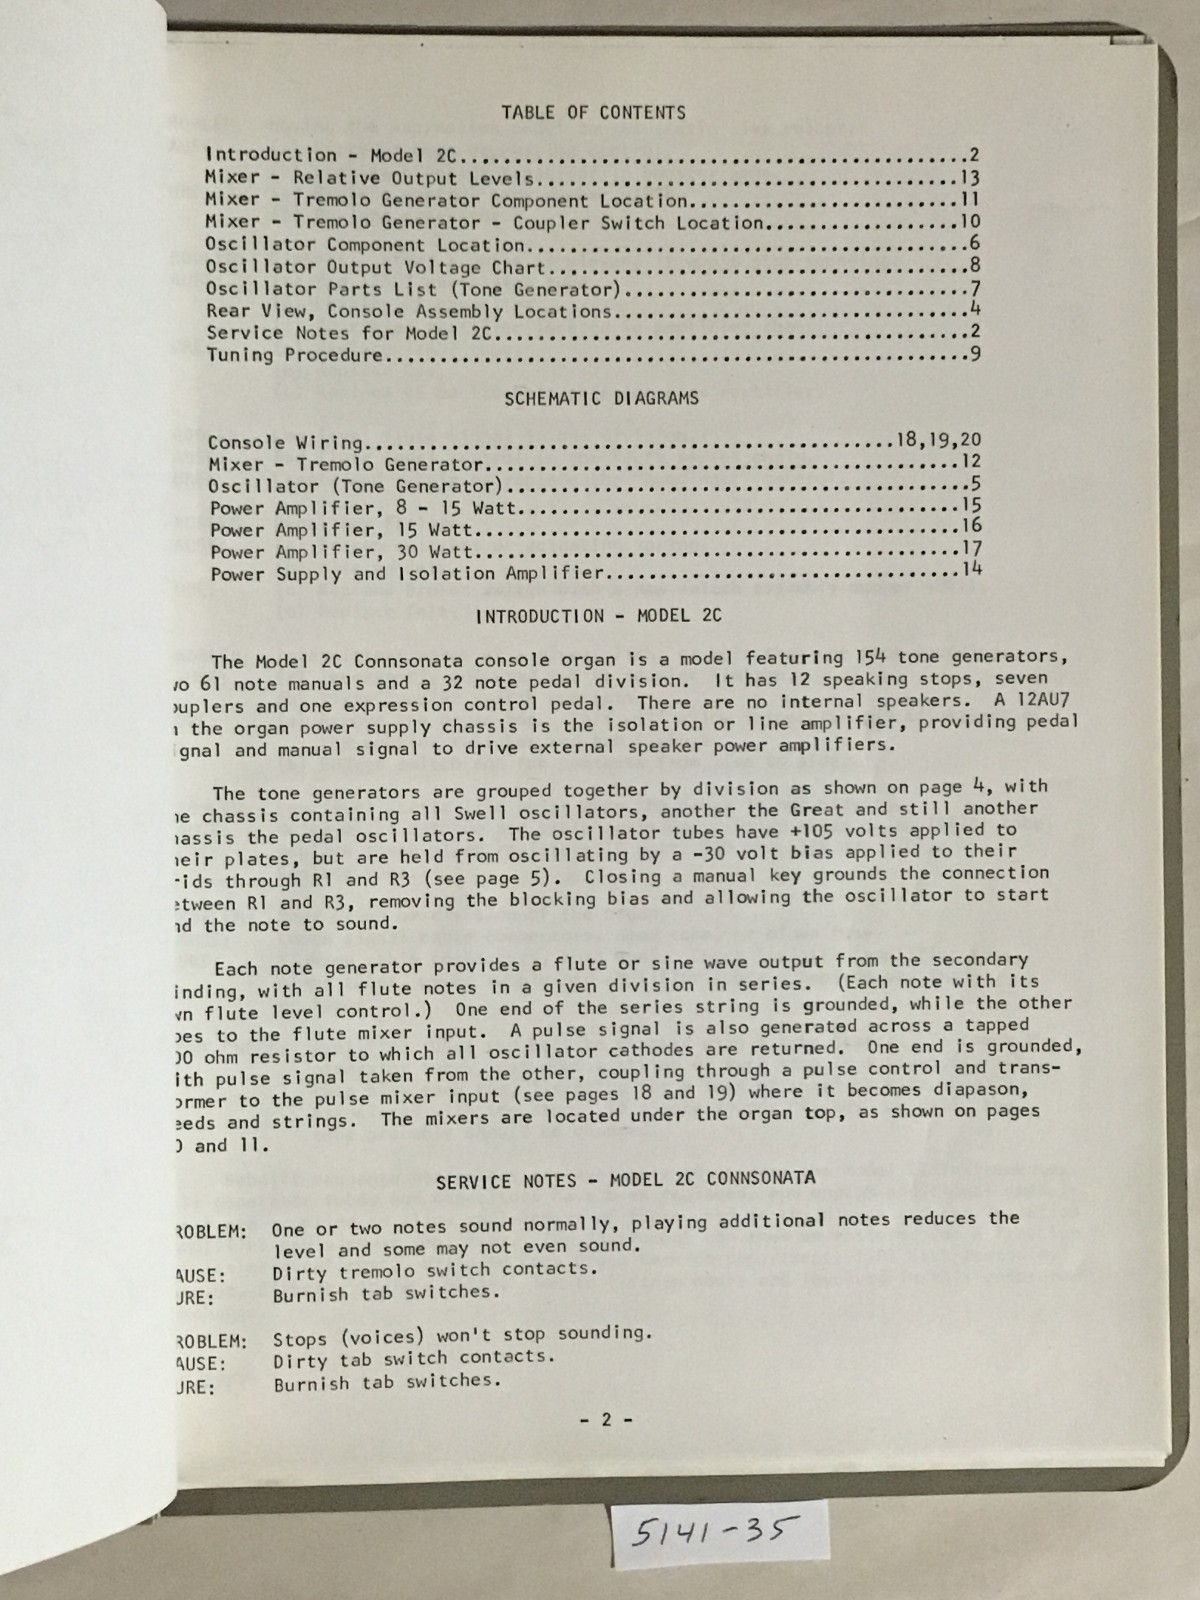 TABLE OF CONTENTS
Introduction - Model 2C...............................................2
Mixer - Relative Output Levels.......................................13
Mixer - Tremolo Generator Component Location.........................11
Mixer - Tremolo Generator - Coupler Switch Location..................10
Oscillator Component Location.........................................6
Oscillator Output Voltage Chart.......................................8
Oscillator Parts List (Tone Generator)................................7
Rear View, Console Assembly Locations.................................4
Service Notes for Model 2C............................................2
Tuning Procedure......................................................9
SCHEMATIC DIAGRAMS
Console Wiring.................................................18,19,20
Mixer - Tremolo Generator............................................12
Oscillator (Tone Generator)...........................................5
Power Amplifier, 8 - 15 Watt.........................................15
Power Amplifier, 15 Watt.............................................16
Power Amplifier, 30 Watt.............................................17
Power Supply and Isolation Amplifier.................................14
INTRODUCTION - MODEL 2C
The Model 2C Connsonata console organ is a model featuring 154 tone generators,
wo 61 note manuals and a 32 note pedal division. It has 12 speaking stops, seven
ouplers and one expression control pedal. There are no internal speakers. A 12AU7
n the organ power supply chassis is the isolation or line amplifier, providing pedal
gnal and manual signal to drive external speaker power amplifiers.
The tone generators are grouped together by division as shown on page 4, with
ne chassis containing all Swell oscillators, another the Great and still another
hassis the pedal oscillators. The oscillator tubes have +105 volts applied to
heir plates, but are held from oscillating by a -30 volt bias applied to their
rids through R1 and R3 (see page 5). Closing a manual key grounds the connection
etween R1 and R3, removing the blocking bias and allowing the oscillator to start
nd the note to sound.
Each note generator provides a flute or sine wave output from the secondary
inding, with all flute notes in a given division in series. (Each note with its
wn flute level control.) One end of the series string is grounded, while the other
oes to the flute mixer input. A pulse signal is also generated across a tapped
00 ohm resistor to which all oscillator cathodes are returned. One end is grounded,
ith pulse signal taken from the other, coupling through a pulse control and trans-
ormer to the pulse mixer input (see pages 18 and 19) where it becomes diapason,
eeds and strings. The mixers are located under the organ top, as shown on pages
0 and 11.
SERVICE NOTES - MODEL 2C CONNSONATA
ROBLEM: One or two notes sound normally, playing additional notes reduces the
level and some may not even sound.
AUSE: Dirty tremolo switch contacts.
URE: Burnish tab switches.
ROBLEM: Stops (voices) won't stop sounding.
AUSE: Dirty tab switch contacts.
URE: Burnish tab switches.
- 2 -
5141-35